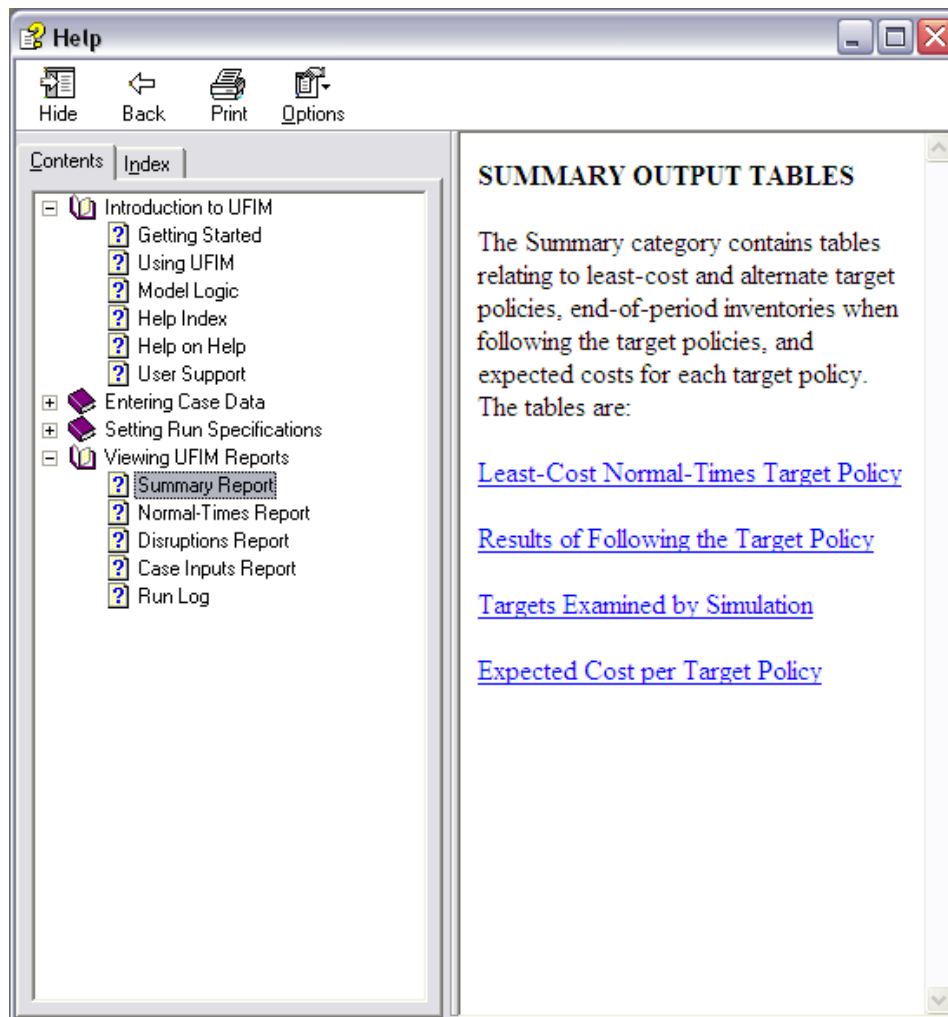 Help
Hide Back Print Options
Contents Index
Introduction to UFIM
Getting Started
Using UFIM
Model Logic
Help Index
Help on Help
User Support
Entering Case Data
Setting Run Specifications
Viewing UFIM Reports
Summary Report
Normal-Times Report
Disruptions Report
Case Inputs Report
Run Log
SUMMARY OUTPUT TABLES
The Summary category contains tables
relating to least-cost and alternate target
policies, end-of-period inventories when
following the target policies, and
expected costs for each target policy.
The tables are:
Least-Cost Normal-Times Target Policy
Results of Following the Target Policy
Targets Examined by Simulation
Expected Cost per Target Policy